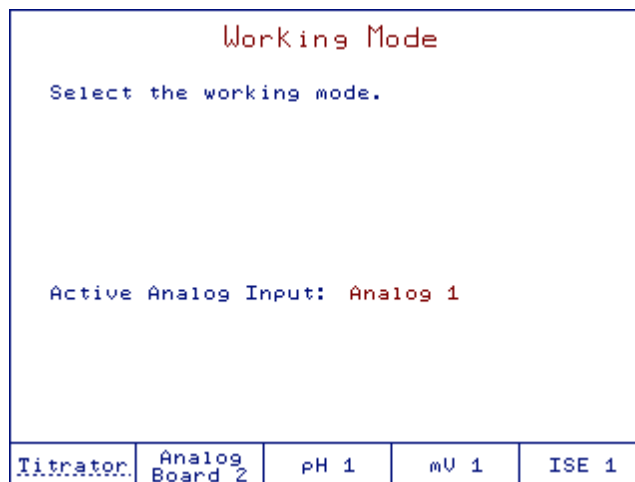 Working Mode
Select the working mode.
Active Analog Input: Analog 1
Titrator
Analog
Board 2
pH 1
mV 1
ISE 1